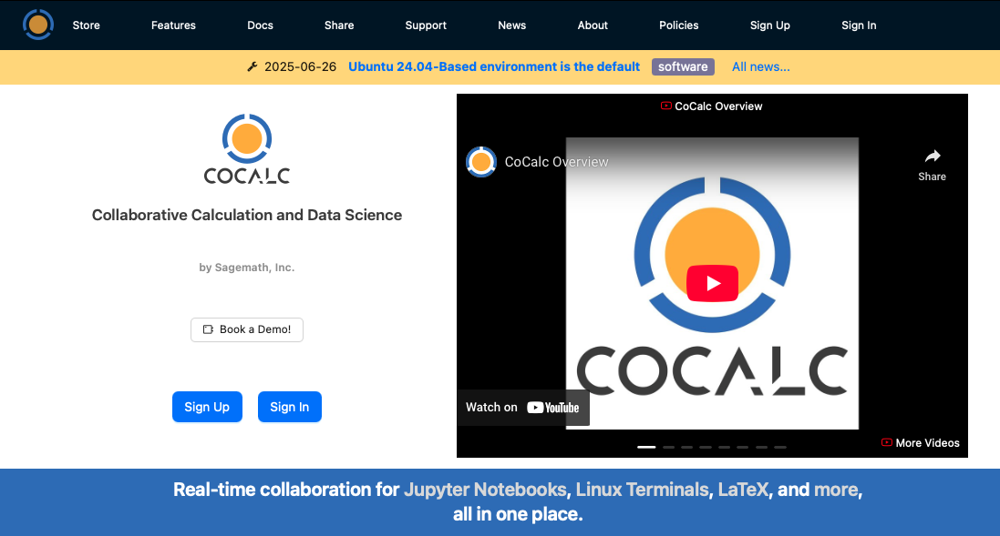 Store Features Docs Share Support News About Policies Sign Up Sign In
2025-06-26 Ubuntu 24.04-Based environment is the default software All news...
COCALC
Collaborative Calculation and Data Science
by Sagemath, Inc.
Book a Demo!
Sign Up Sign In
CoCalc Overview
CoCalc Overview
Share
COCALC
Watch on YouTube
More Videos
Real-time collaboration for Jupyter Notebooks, Linux Terminals, LaTeX, and more,
all in one place.